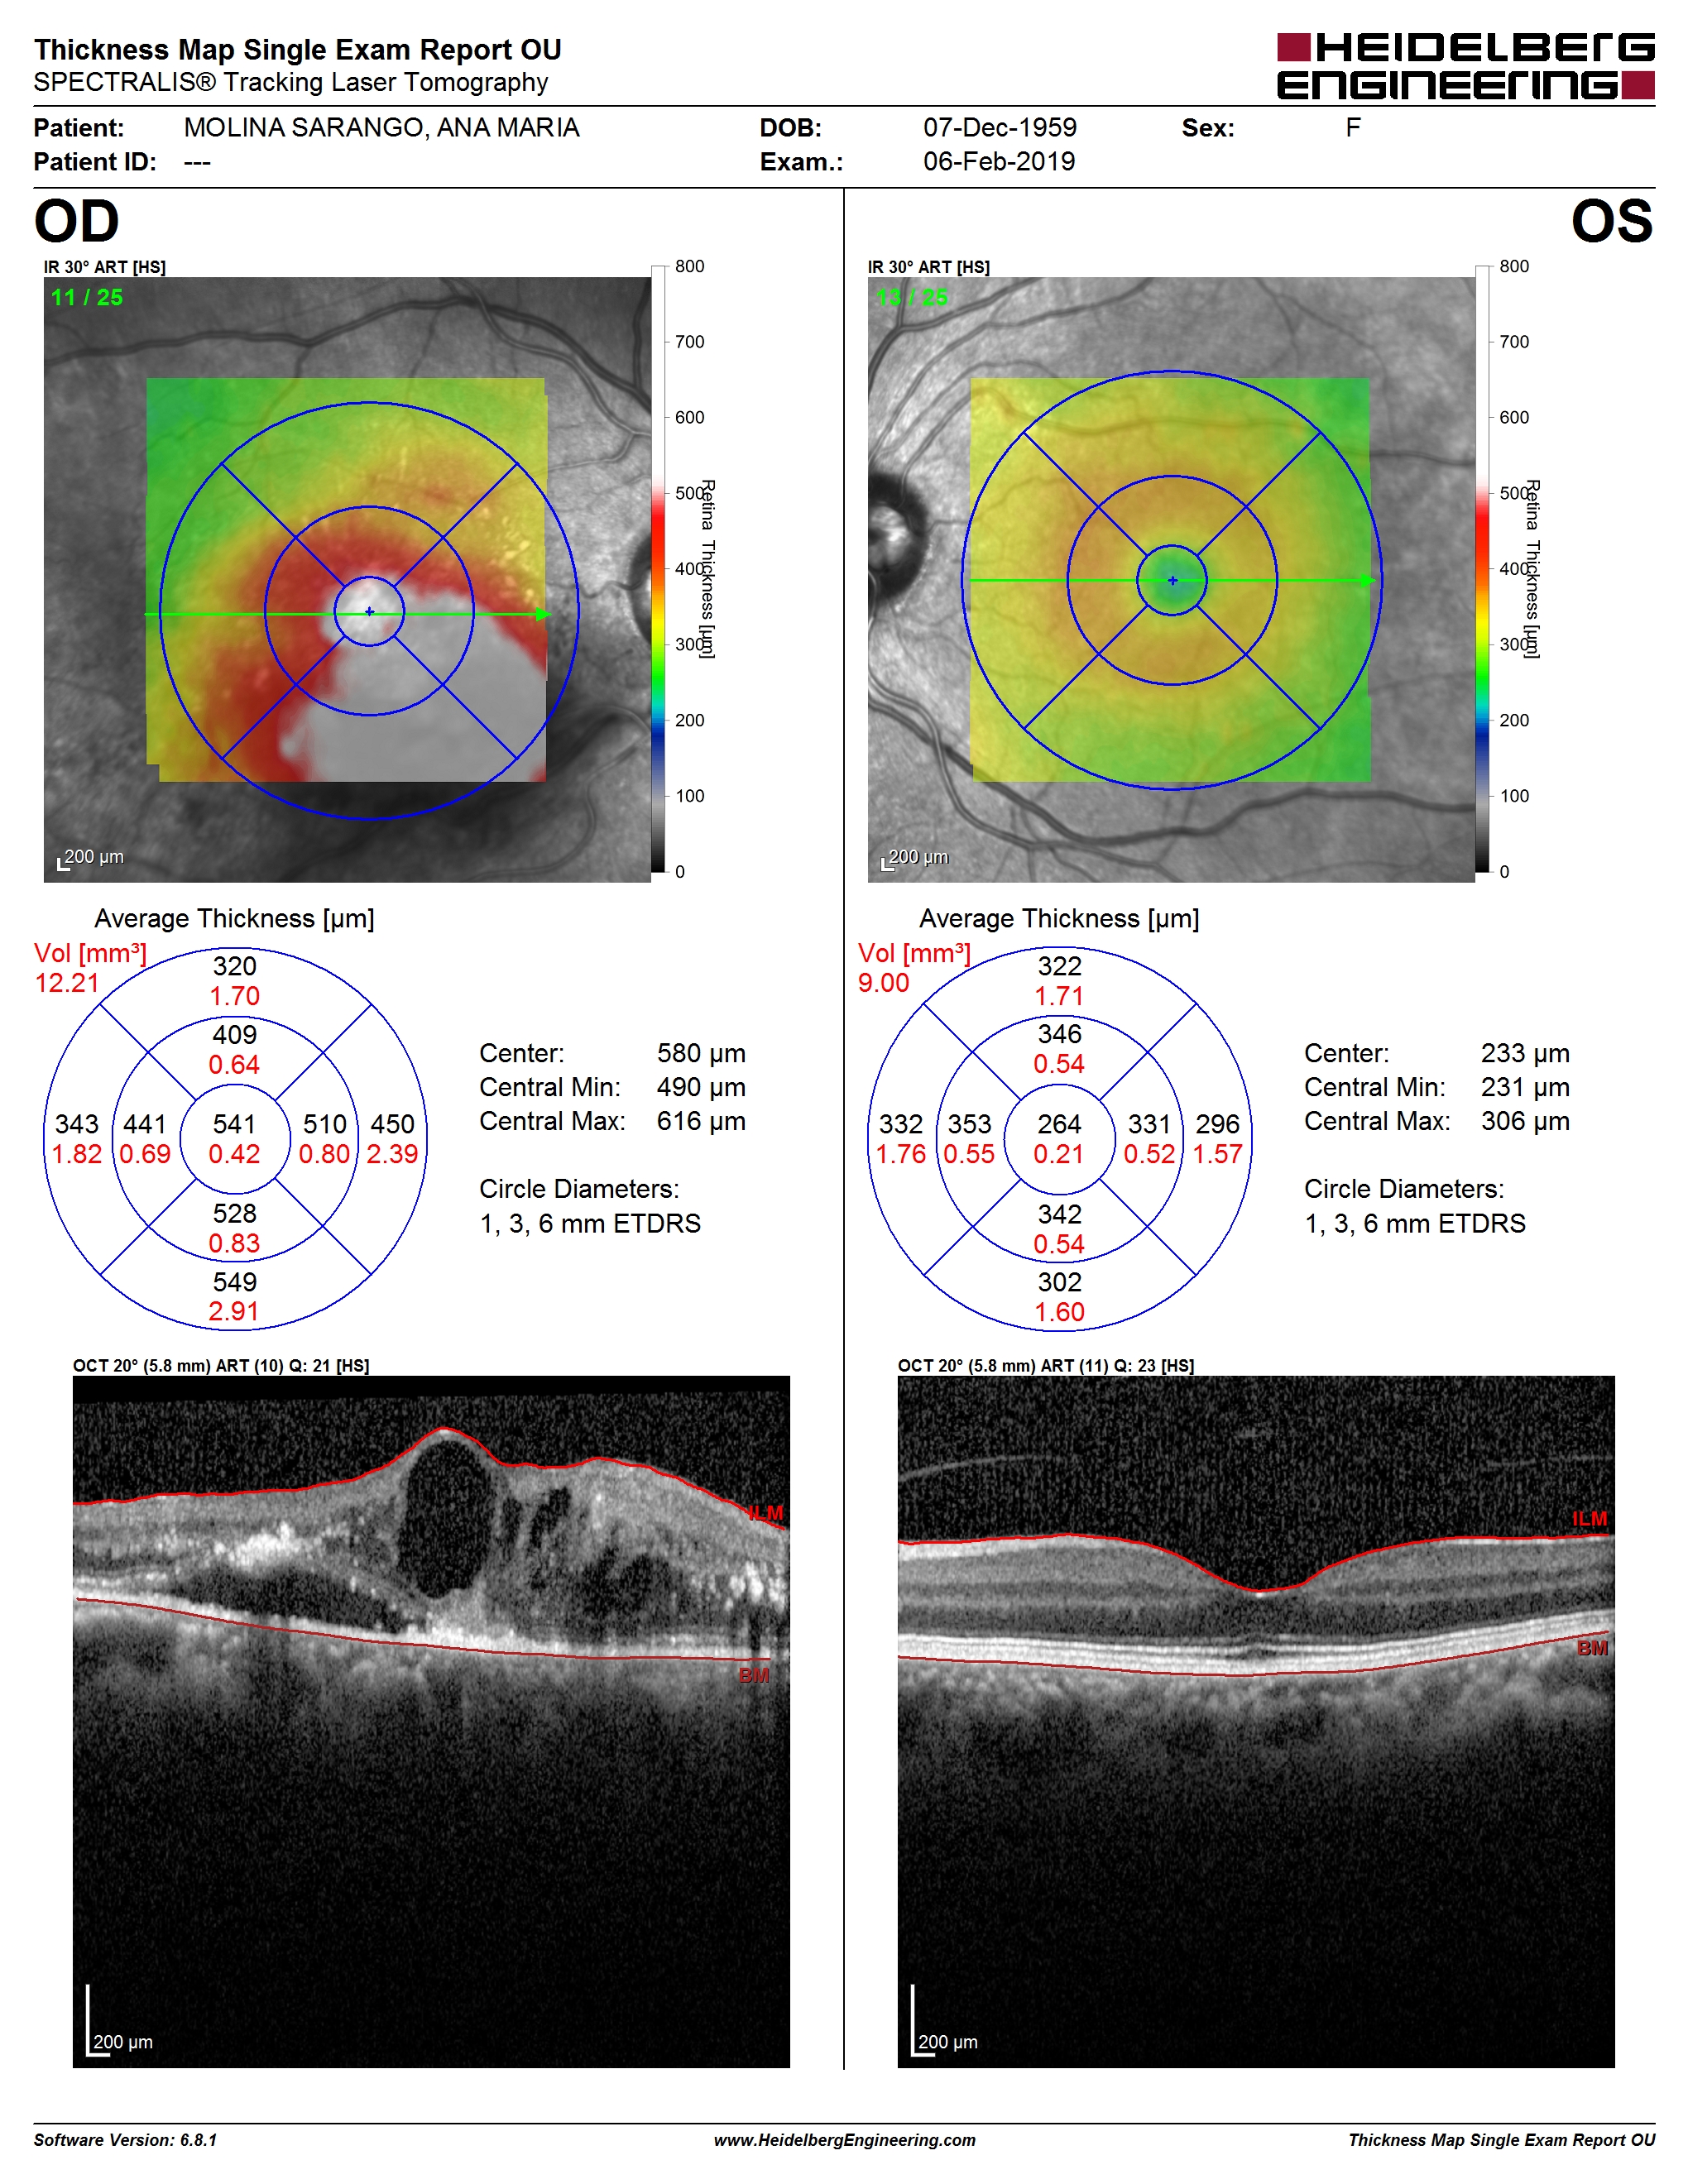 Thickness Map Single Exam Report OU
SPECTRALIS® Tracking Laser Tomography
HEIDELBERG
ENGINEERING
Patient: MOLINA SARANGO, ANA MARIA DOB: 07-Dec-1959 Sex: F
Patient ID: --- Exam.: 06-Feb-2019
OD
IR 30° ART [HS]
11 / 25
200 µm
800
700
600
500
400
300
200
100
0
Retina Thickness [µm]
Average Thickness [µm]
Vol [mm³]
12.21
320
1.70
409
0.64
343 441 541 510 450
1.82 0.69 0.42 0.80 2.39
528
0.83
549
2.91
Center: 580 µm
Central Min: 490 µm
Central Max: 616 µm
Circle Diameters:
1, 3, 6 mm ETDRS
OCT 20° (5.8 mm) ART (10) Q: 21 [HS]
ILM
BM
200 µm
OS
IR 30° ART [HS]
13 / 25
200 µm
800
700
600
500
400
300
200
100
0
Retina Thickness [µm]
Average Thickness [µm]
Vol [mm³]
9.00
322
1.71
346
0.54
332 353 264 331 296
1.76 0.55 0.21 0.52 1.57
342
0.54
302
1.60
Center: 233 µm
Central Min: 231 µm
Central Max: 306 µm
Circle Diameters:
1, 3, 6 mm ETDRS
OCT 20° (5.8 mm) ART (11) Q: 23 [HS]
ILM
BM
200 µm
Software Version: 6.8.1 www.HeidelbergEngineering.com Thickness Map Single Exam Report OU